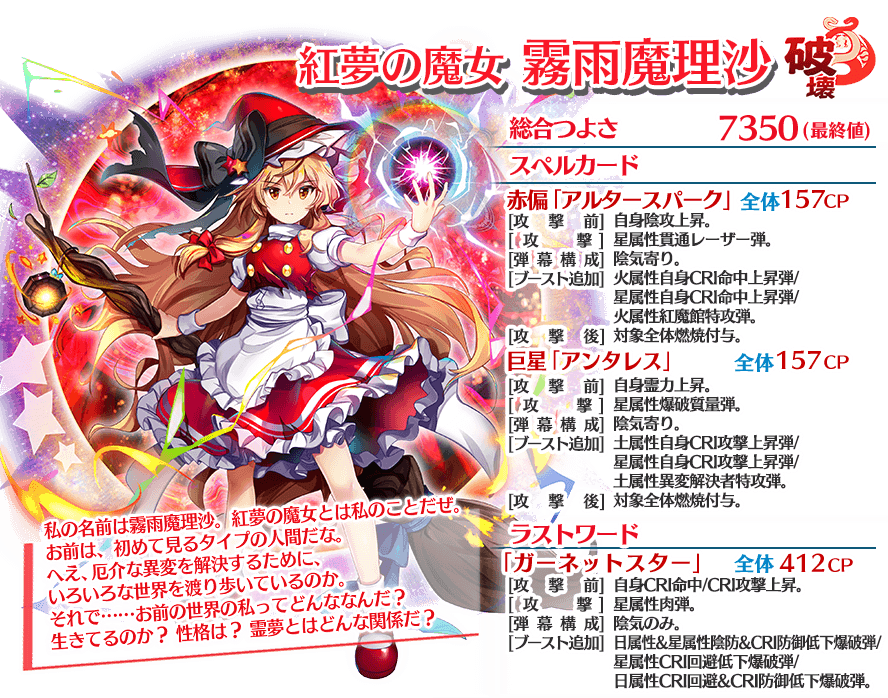 紅夢の魔女 霧雨魔理沙 破壊
総合つよさ 7350(最終値)
スペルカード
赤偏「アルタースパーク」 全体157CP
[攻撃前] 自身陰攻上昇。
[攻撃] 星属性貫通レーザー弾。
[弾幕構成] 陰気寄り。
[ブースト追加] 火属性自身CRI命中上昇弾/
星属性自身CRI命中上昇弾/
火属性紅魔館特攻弾。
[攻撃後] 対象全体燃焼付与。
巨星「アンタレス」 全体157CP
[攻撃前] 自身霊力上昇。
[攻撃] 星属性爆破質量弾。
[弾幕構成] 陰気寄り。
[ブースト追加] 土属性自身CRI攻撃上昇弾/
星属性自身CRI攻撃上昇弾/
土属性異変解決者特攻弾。
[攻撃後] 対象全体燃焼付与。
ラストワード
「ガーネットスター」 全体412CP
[攻撃前] 自身CRI命中/CRI攻撃上昇。
[攻撃] 星属性肉弾。
[弾幕構成] 陰気のみ。
[ブースト追加] 日属性&星属性陰防&CRI防御低下爆破弾/
星属性CRI回避低下爆破弾/
日属性CRI回避&CRI防御低下爆破弾。
私の名前は霧雨魔理沙。紅夢の魔女とは私のことだぜ。
お前は、初めて見るタイプの人間だな。
へえ、厄介な異変を解決するために、
いろいろな世界を渡り歩いているのか。
それで……お前の世界の私ってどんななんだ？
生きてるのか？ 性格は？ 霊夢とはどんな関係だ？